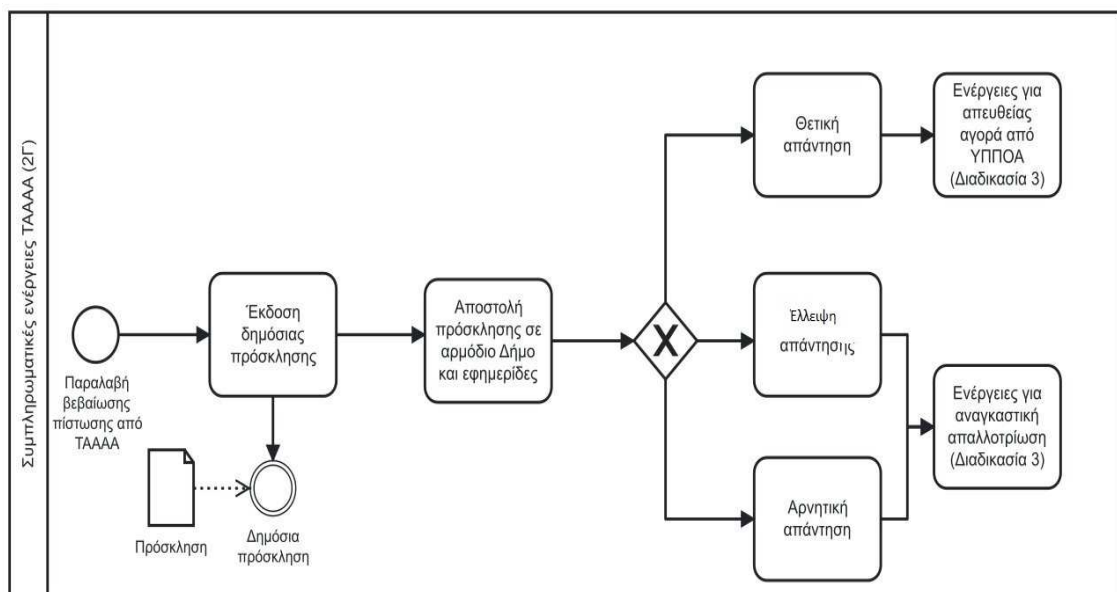 Συμπληρωματικές ενέργειες ΤΑΑΑΑ (2Γ)
Παραλαβή
βεβαίωσης
πίστωσης από
ΤΑΑΑΑ
Έκδοση
δημόσιας
πρόσκλησης
Πρόσκληση
Δημόσια
πρόσκληση
Αποστολή
πρόσκλησης σε
αρμόδιο Δήμο
και εφημερίδες
X
Θετική
απάντηση
Ενέργειες για
απευθείας
αγορά από
ΥΠΠΟΑ
(Διαδικασία 3)
Έλλειψη
απάντησης
Αρνητική
απάντηση
Ενέργειες για
αναγκαστική
απαλλοτρίωση
(Διαδικασία 3)